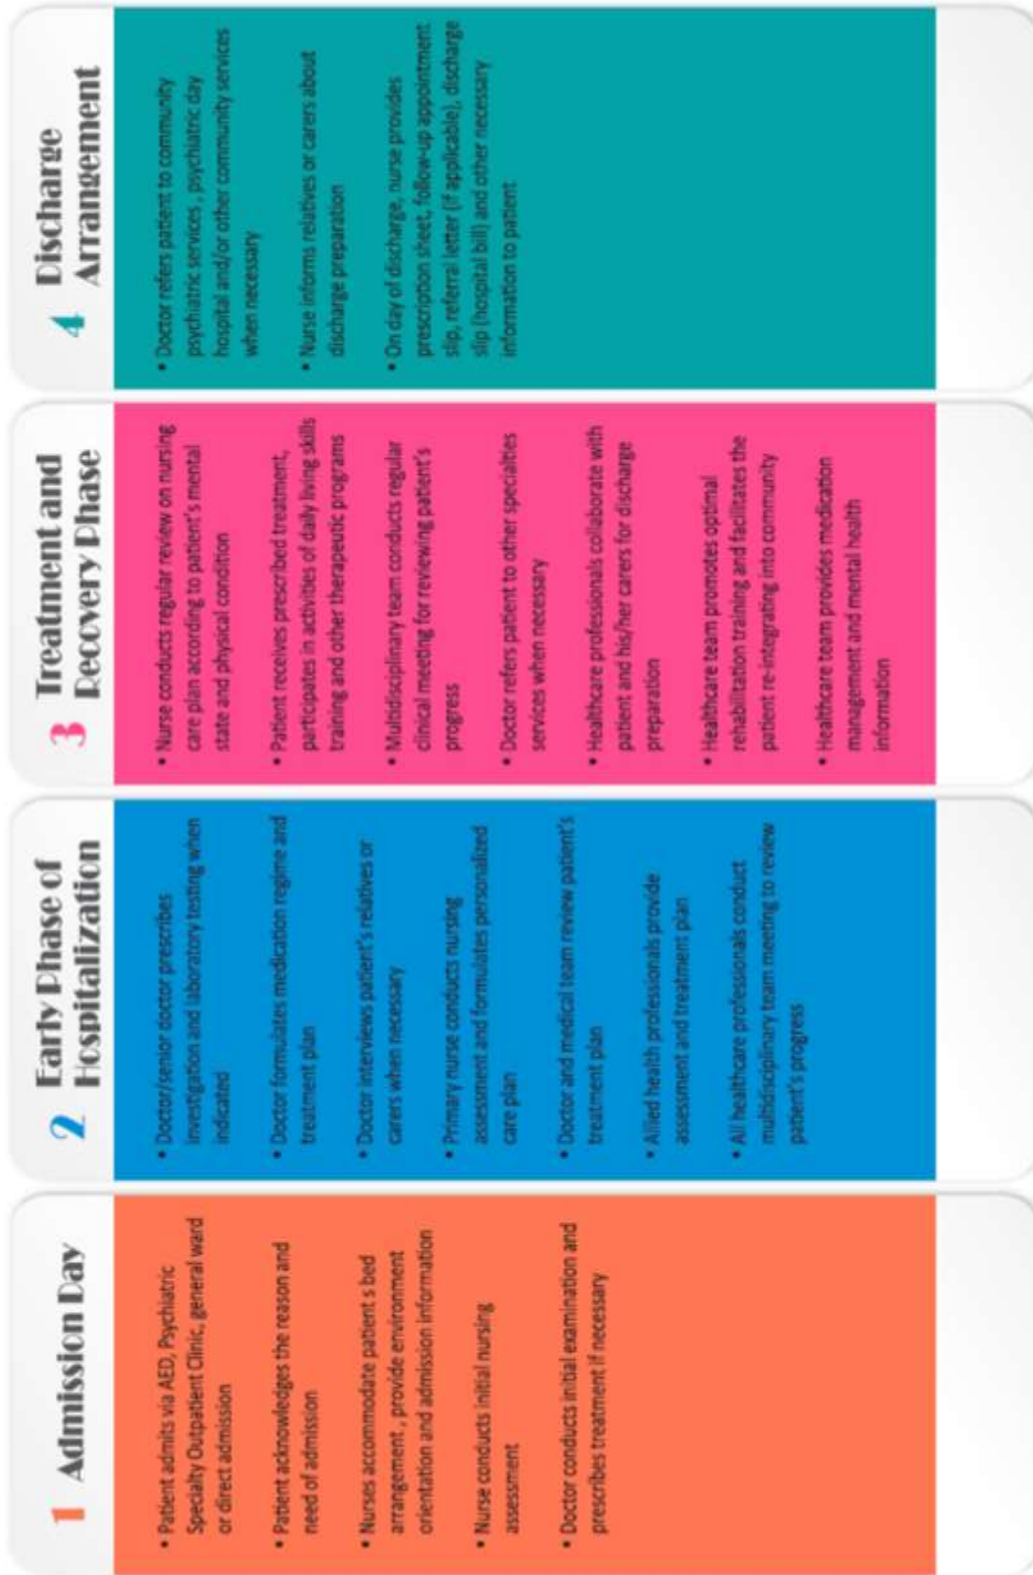 1 Admission Day
• Patient admits via AED, Psychiatric
Specialty Outpatient Clinic, general ward
or direct admission
• Patient acknowledges the reason and
need of admission
• Nurses accommodate patient s bed
arrangement , provide environment
orientation and admission information
• Nurse conducts initial nursing
assessment
• Doctor conducts initial examination and
prescribes treatment if necessary
2 Early Phase of
Hospitalization
• Doctor/senior doctor prescribes
investigation and laboratory testing when
indicated
• Doctor formulates medication regime and
treatment plan
• Doctor interviews patient's relatives or
carers when necessary
• Primary nurse conducts nursing
assessment and formulates personalized
care plan
• Doctor and medical team review patient's
treatment plan
• Allied health professionals provide
assessment and treatment plan
• All healthcare professionals conduct
multidisciplinary team meeting to review
patient's progress
3 Treatment and
Recovery Phase
• Nurse conducts regular review on nursing
care plan according to patient's mental
state and physical condition
• Patient receives prescribed treatment,
participates in activities of daily living skills
training and other therapeutic programs
• Multidisciplinary team conducts regular
clinical meeting for reviewing patient's
progress
• Doctor refers patient to other specialties
services when necessary
• Healthcare professionals collaborate with
patient and his/her carers for discharge
preparation
• Healthcare team promotes optimal
rehabilitation training and facilitates the
patient re-integrating into community
• Healthcare team provides medication
management and mental health
information
4 Discharge
Arrangement
• Doctor refers patient to community
psychiatric services , psychiatric day
hospital and/or other community services
when necessary
• Nurse informs relatives or carers about
discharge preparation
• On day of discharge, nurse provides
prescription sheet, follow-up appointment
slip, referral letter (if applicable), discharge
slip (hospital bill) and other necessary
information to patient